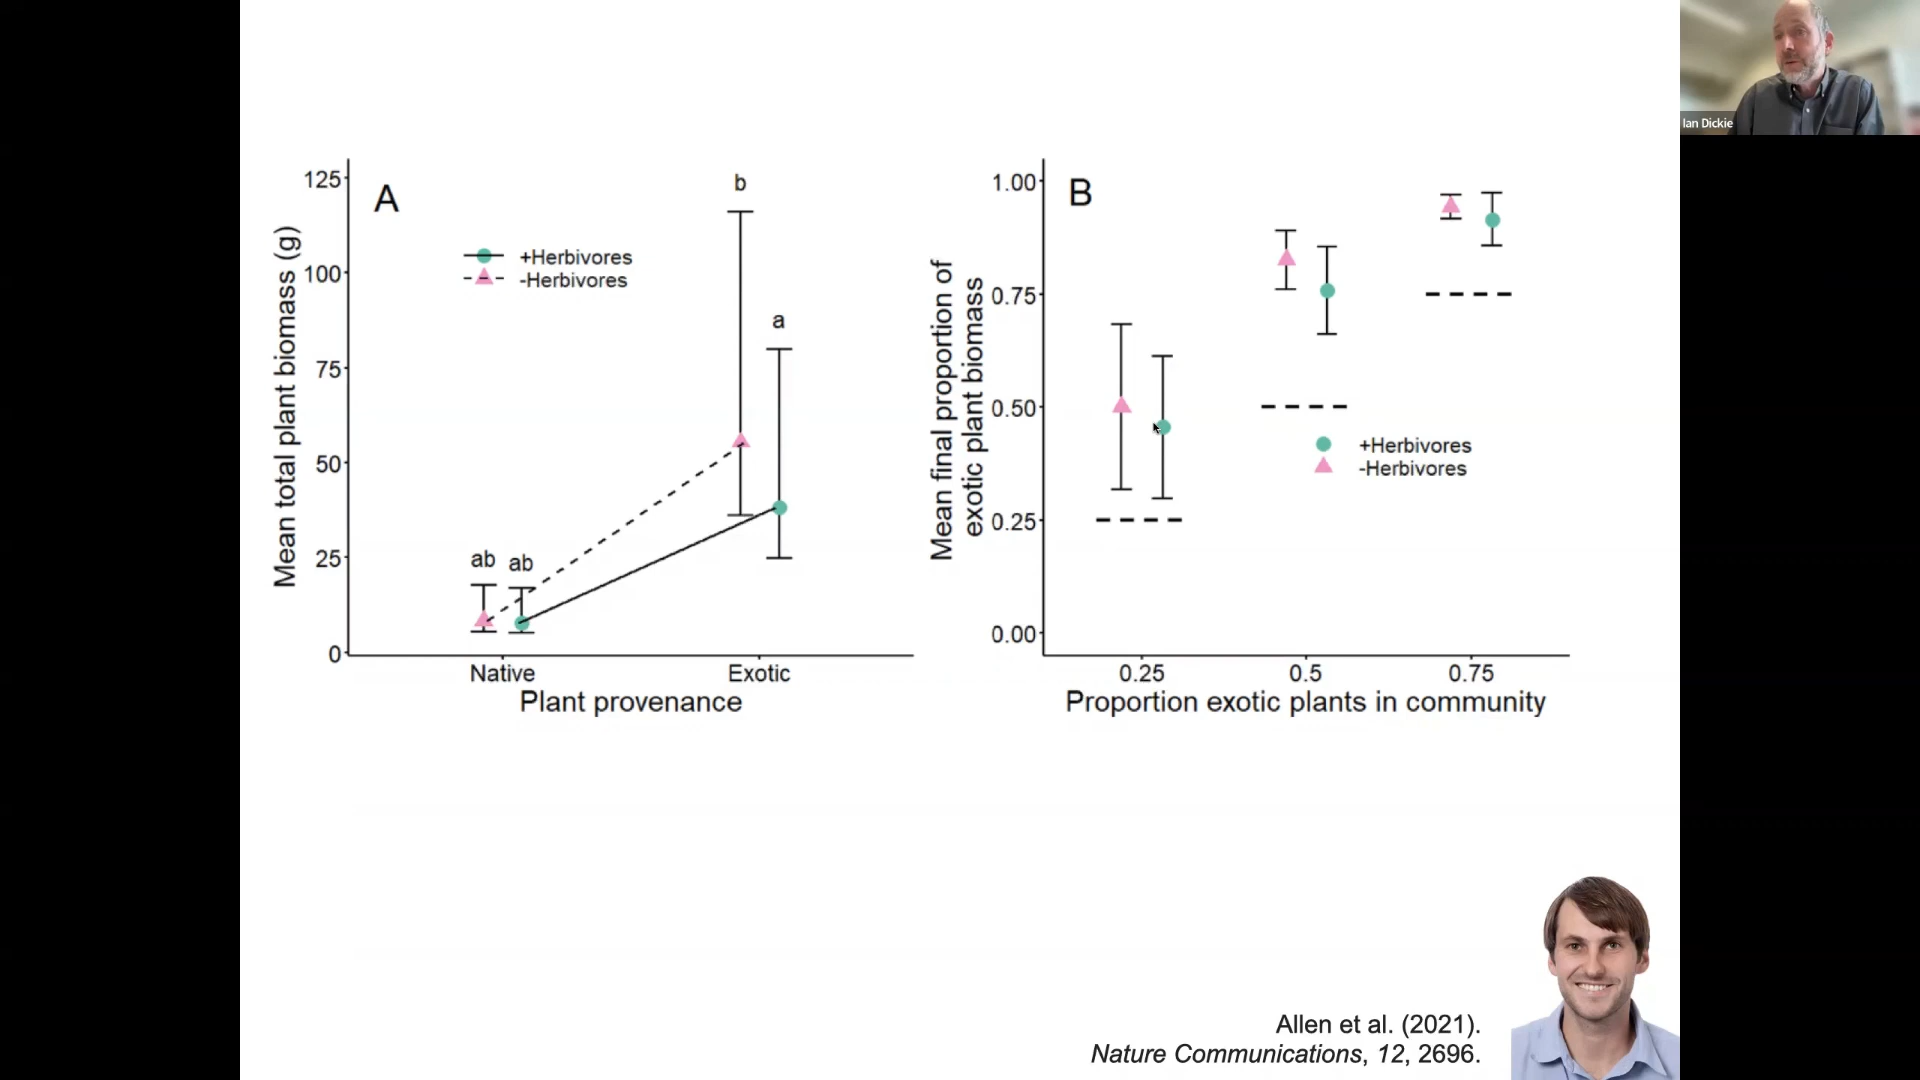 Ian Dickie
A
125
100
75
50
25
0
Mean total plant biomass (g)
+Herbivores
-Herbivores
ab
ab
b
a
Native
Exotic
Plant provenance
B
1.00
0.75
0.50
0.25
0.00
Mean final proportion of
exotic plant biomass
+Herbivores
-Herbivores
0.25
0.5
0.75
Proportion exotic plants in community
Allen et al. (2021).
Nature Communications, 12, 2696.